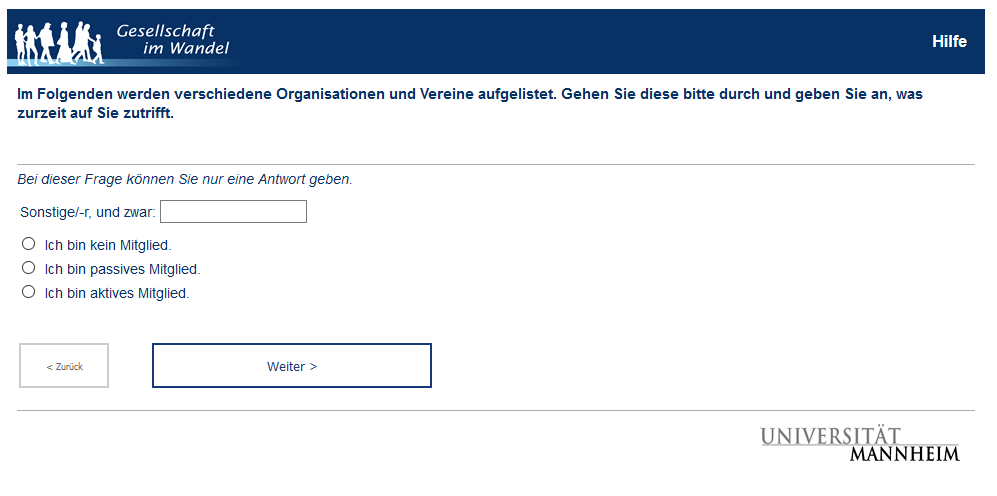 Gesellschaft
im Wandel
Hilfe
Im Folgenden werden verschiedene Organisationen und Vereine aufgelistet. Gehen Sie diese bitte durch und geben Sie an, was
zurzeit auf Sie zutrifft.
Bei dieser Frage können Sie nur eine Antwort geben.
Sonstige/-r, und zwar:
Ich bin kein Mitglied.
Ich bin passives Mitglied.
Ich bin aktives Mitglied.
< Zurück
Weiter >
UNIVERSITÄT
MANNHEIM